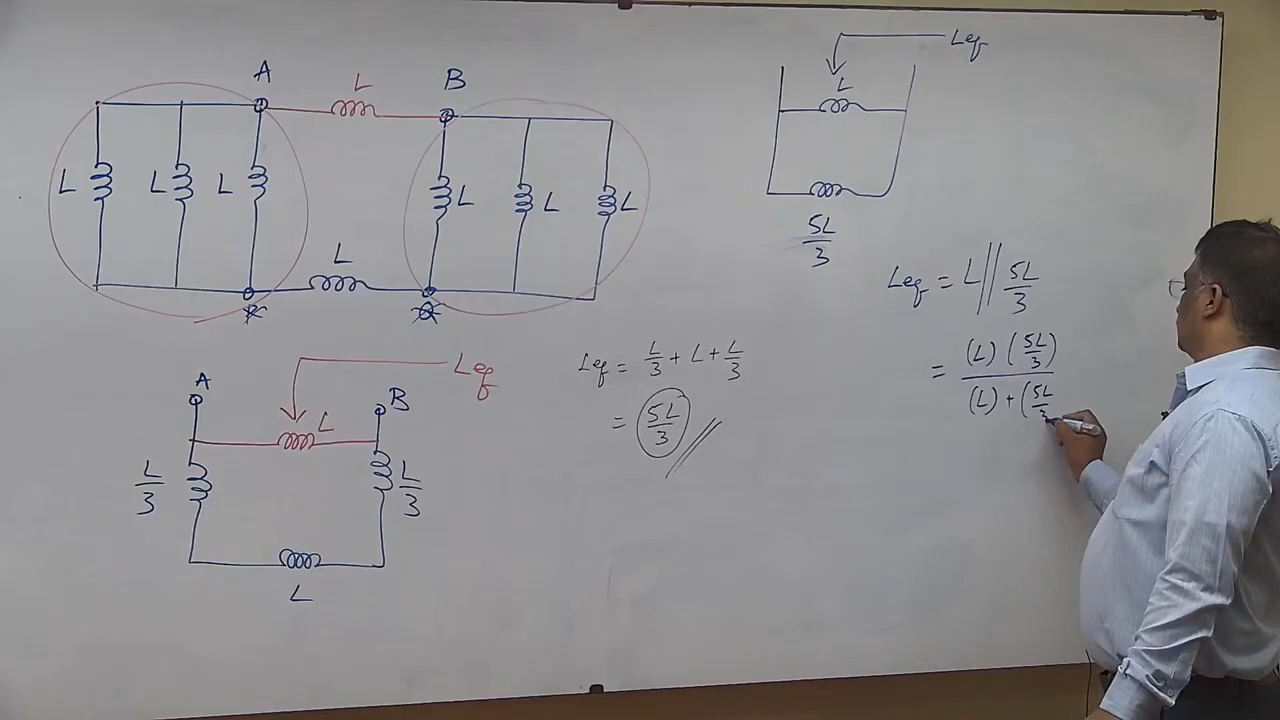 A
L
B
L
L
L
L
L
L
L
A
B
Leq
L
L/3
L/3
L
Leq = L/3 + L + L/3
= 5L/3 //
Leq
L
5L/3
Leq = L || 5L/3
= (L) (5L/3) / (L) + (5L/3